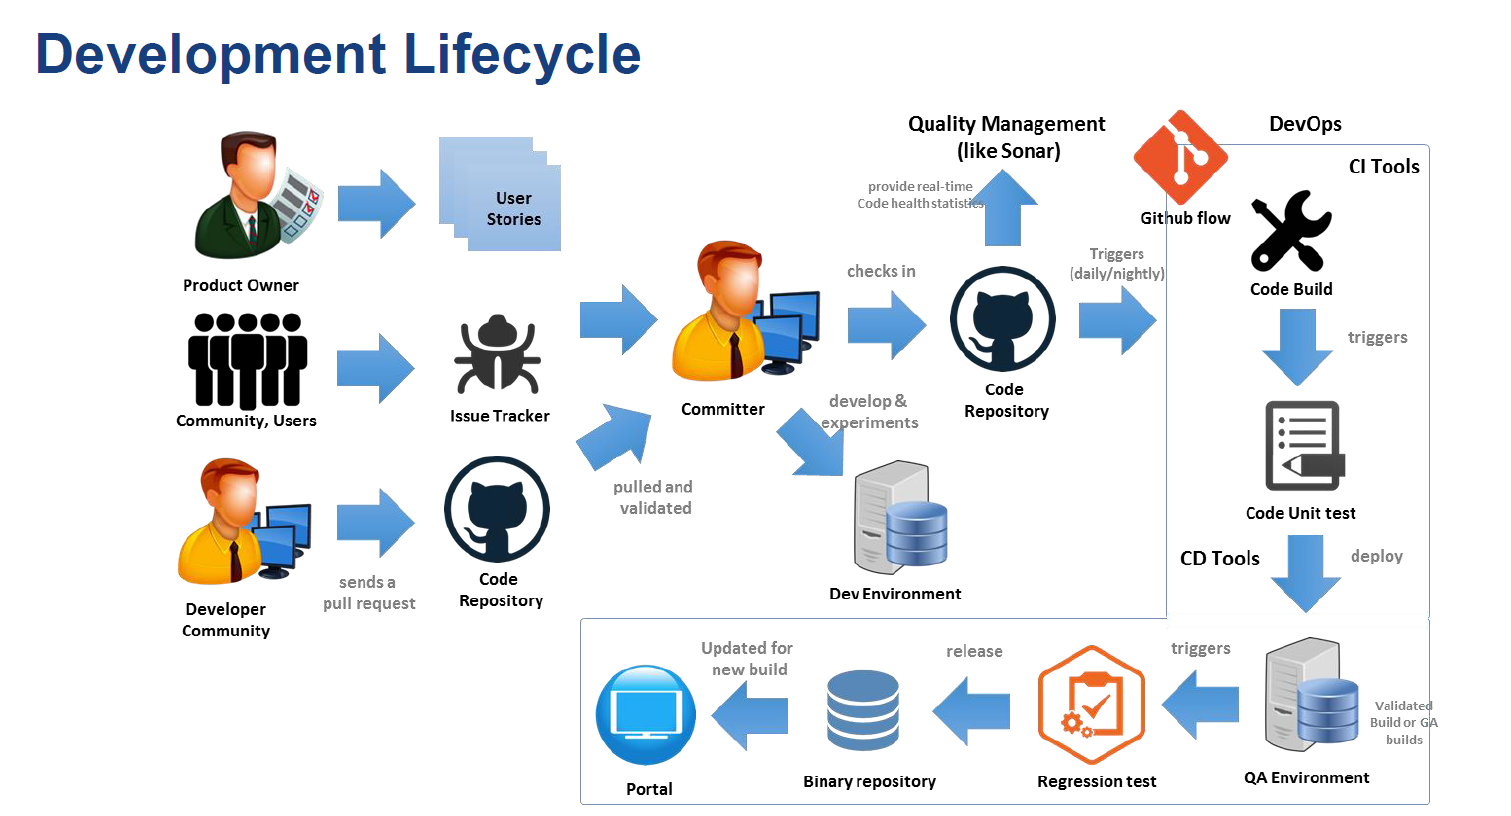 Development Lifecycle
Product Owner
User
Stories
Community, Users
Issue Tracker
Developer
Community
sends a
pull request
Code
Repository
pulled and
validated
Committer
checks in
develop &
experiments
Dev Environment
Code
Repository
Quality Management
(like Sonar)
provide real-time
Code health statistics
Triggers
(daily/nightly)
Github flow
DevOps
CI Tools
Code Build
triggers
Code Unit test
CD Tools
deploy
QA Environment
Validated
Build or GA
builds
triggers
Regression test
release
Binary repository
Updated for
new build
Portal